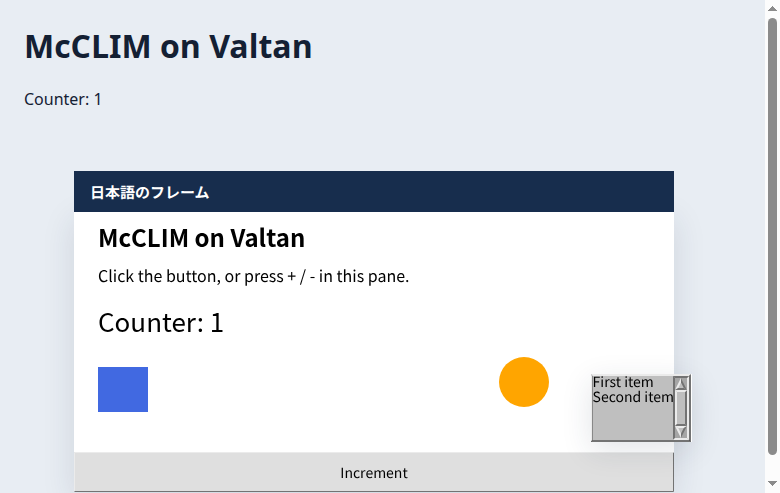 McCLIM on Valtan
Counter: 1
日本語のフレーム
McCLIM on Valtan
Click the button, or press + / - in this pane.
Counter: 1
First item
Second item
Increment